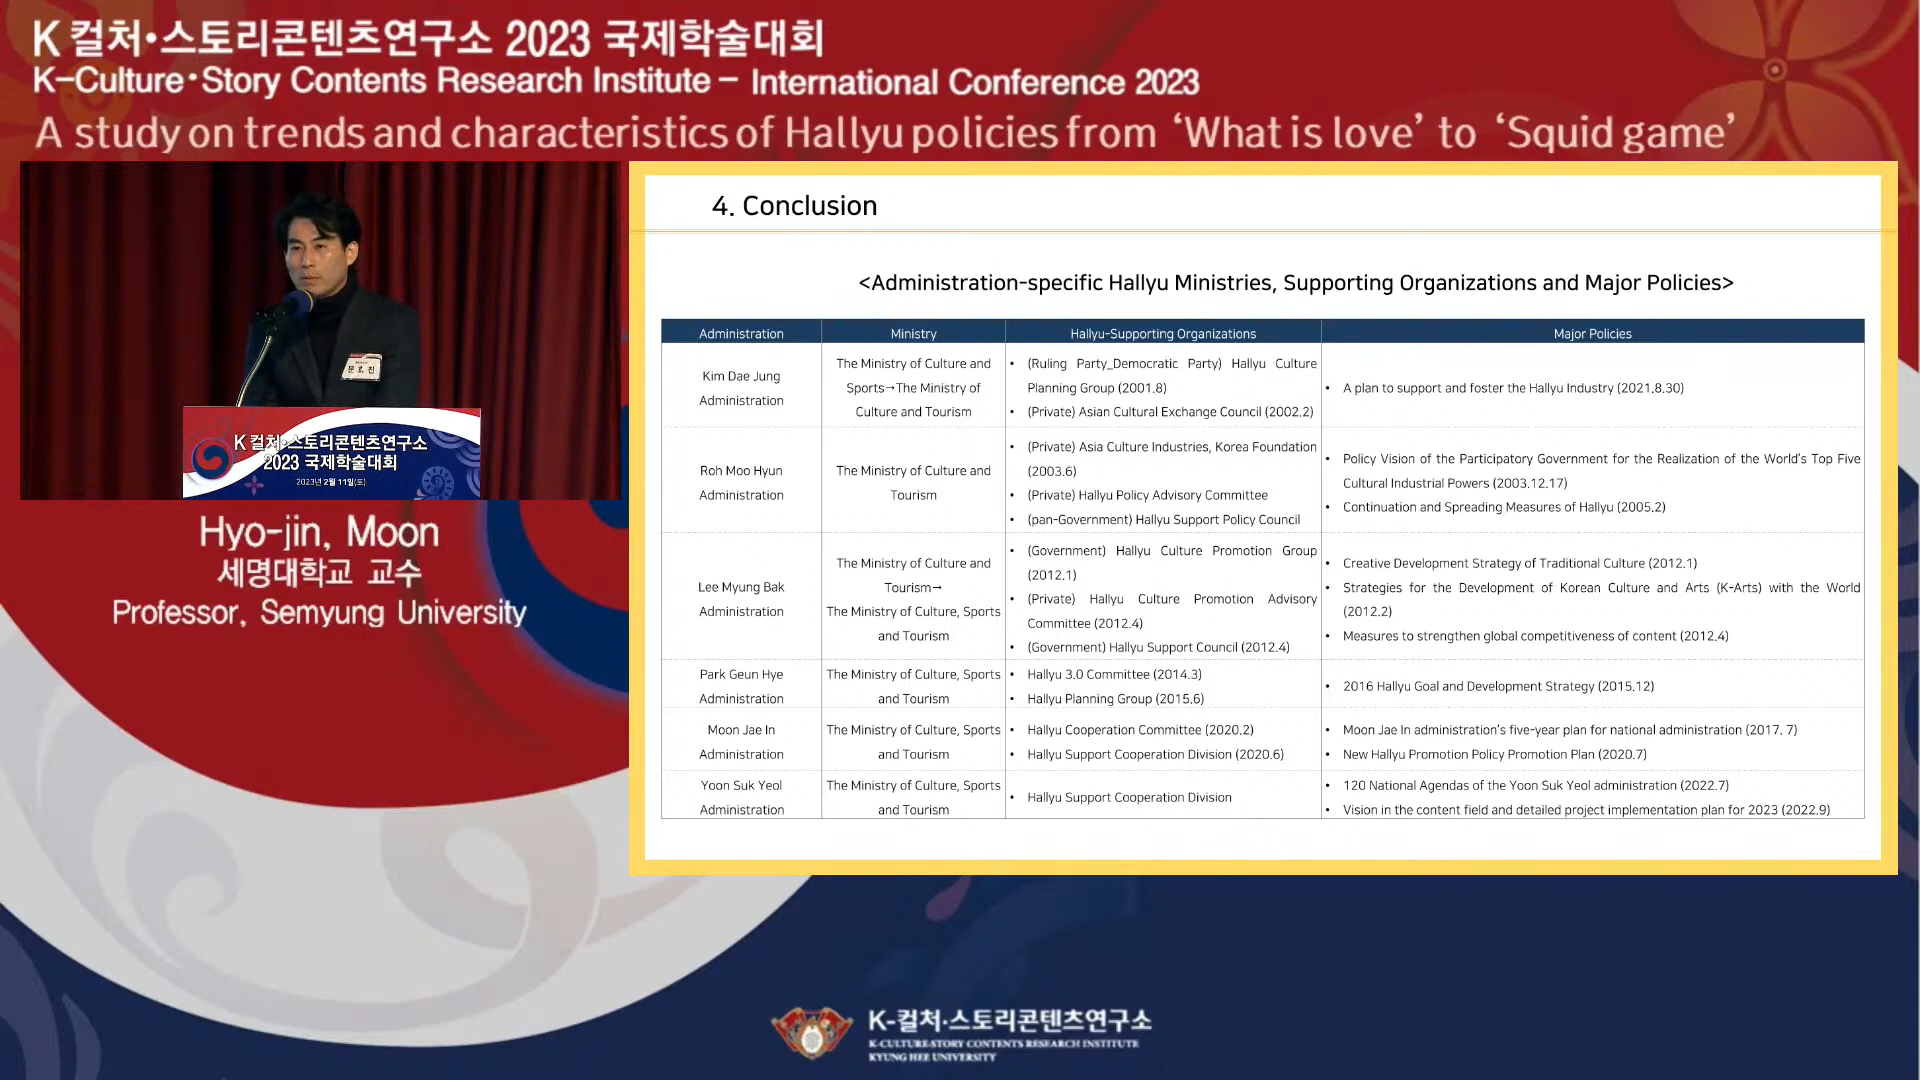 K컬처•스토리콘텐츠연구소 2023 국제학술대회
K-Culture•Story Contents Research Institute - International Conference 2023
A study on trends and characteristics of Hallyu policies from ‘What is love’ to ‘Squid game’
문효진
K 컬처•스토리콘텐츠연구소
2023 국제학술대회
2023년 2월 11일(토)
Hyo-jin, Moon
세명대학교 교수
Professor, Semyung University
4. Conclusion
<Administration-specific Hallyu Ministries, Supporting Organizations and Major Policies>
Administration Ministry Hallyu-Supporting Organizations Major Policies
Kim Dae Jung
Administration
The Ministry of Culture and
Sports→The Ministry of
Culture and Tourism
• (Ruling Party_Democratic Party) Hallyu Culture
Planning Group (2001.8)
• (Private) Asian Cultural Exchange Council (2002.2)
• A plan to support and foster the Hallyu Industry (2021.8.30)
Roh Moo Hyun
Administration
The Ministry of Culture and
Tourism
• (Private) Asia Culture Industries, Korea Foundation
(2003.6)
• (Private) Hallyu Policy Advisory Committee
• (pan-Government) Hallyu Support Policy Council
• Policy Vision of the Participatory Government for the Realization of the World's Top Five
Cultural Industrial Powers (2003.12.17)
• Continuation and Spreading Measures of Hallyu (2005.2)
Lee Myung Bak
Administration
The Ministry of Culture and
Tourism→
The Ministry of Culture, Sports
and Tourism
• (Government) Hallyu Culture Promotion Group
(2012.1)
• (Private) Hallyu Culture Promotion Advisory
Committee (2012.4)
• (Government) Hallyu Support Council (2012.4)
• Creative Development Strategy of Traditional Culture (2012.1)
• Strategies for the Development of Korean Culture and Arts (K-Arts) with the World
(2012.2)
• Measures to strengthen global competitiveness of content (2012.4)
Park Geun Hye
Administration
The Ministry of Culture, Sports
and Tourism
• Hallyu 3.0 Committee (2014.3)
• Hallyu Planning Group (2015.6)
• 2016 Hallyu Goal and Development Strategy (2015.12)
Moon Jae In
Administration
The Ministry of Culture, Sports
and Tourism
• Hallyu Cooperation Committee (2020.2)
• Hallyu Support Cooperation Division (2020.6)
• Moon Jae In administration's five-year plan for national administration (2017. 7)
• New Hallyu Promotion Policy Promotion Plan (2020.7)
Yoon Suk Yeol
Administration
The Ministry of Culture, Sports
and Tourism
• Hallyu Support Cooperation Division
• 120 National Agendas of the Yoon Suk Yeol administration (2022.7)
• Vision in the content field and detailed project implementation plan for 2023 (2022.9)
K-컬처•스토리콘텐츠연구소
K-CULTURE•STORY CONTENTS RESEARCH INSTITUTE
KYUNG HEE UNIVERSITY